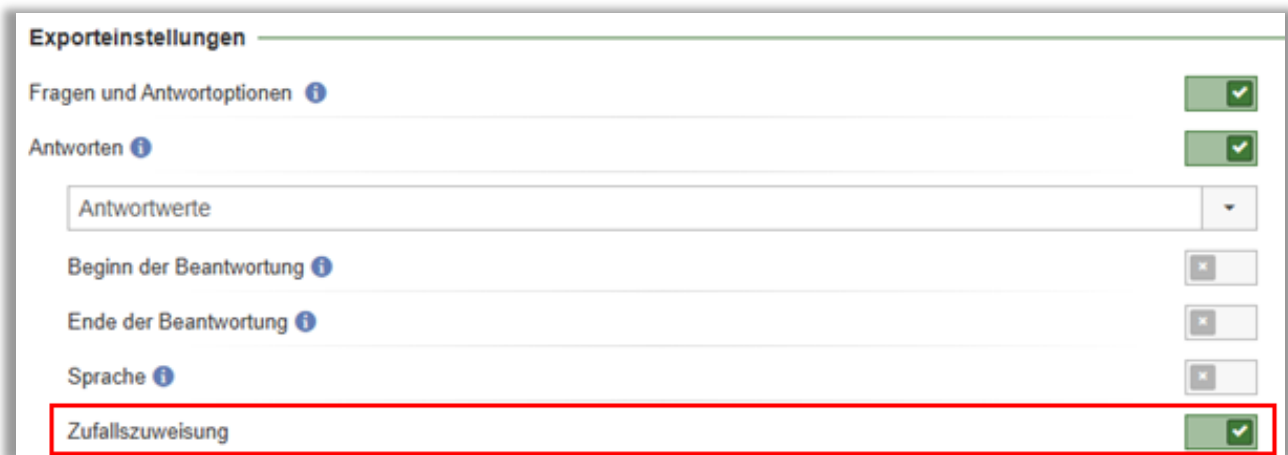 Exporteinstellungen
Fragen und Antwortoptionen
Antworten
Antwortwerte
Beginn der Beantwortung
Ende der Beantwortung
Sprache
Zufallszuweisung